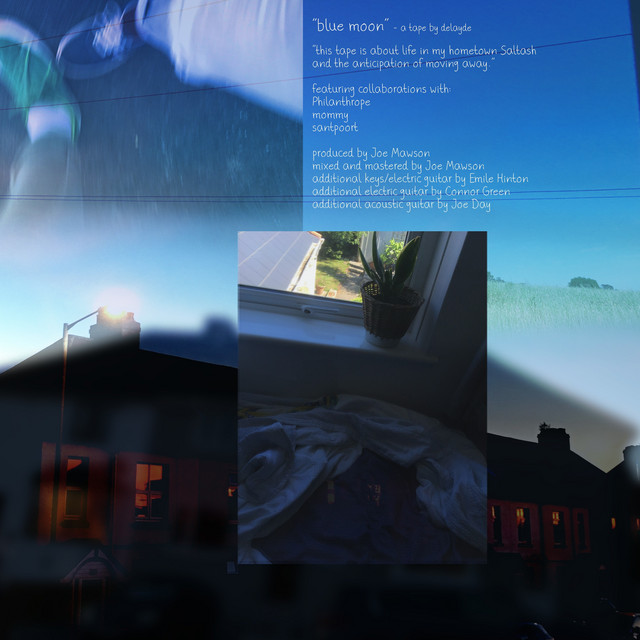 "blue moon" - a tape by delayde
"this tape is about life in my hometown Saltash
and the anticipation of moving away."
featuring collaborations with:
Philanthrope
mommy
santpoort
produced by Joe Mawson
mixed and mastered by Joe Mawson
additional keys/electric guitar by Emile Hinton
additional electric guitar by Connor Green
additional acoustic guitar by Joe Day